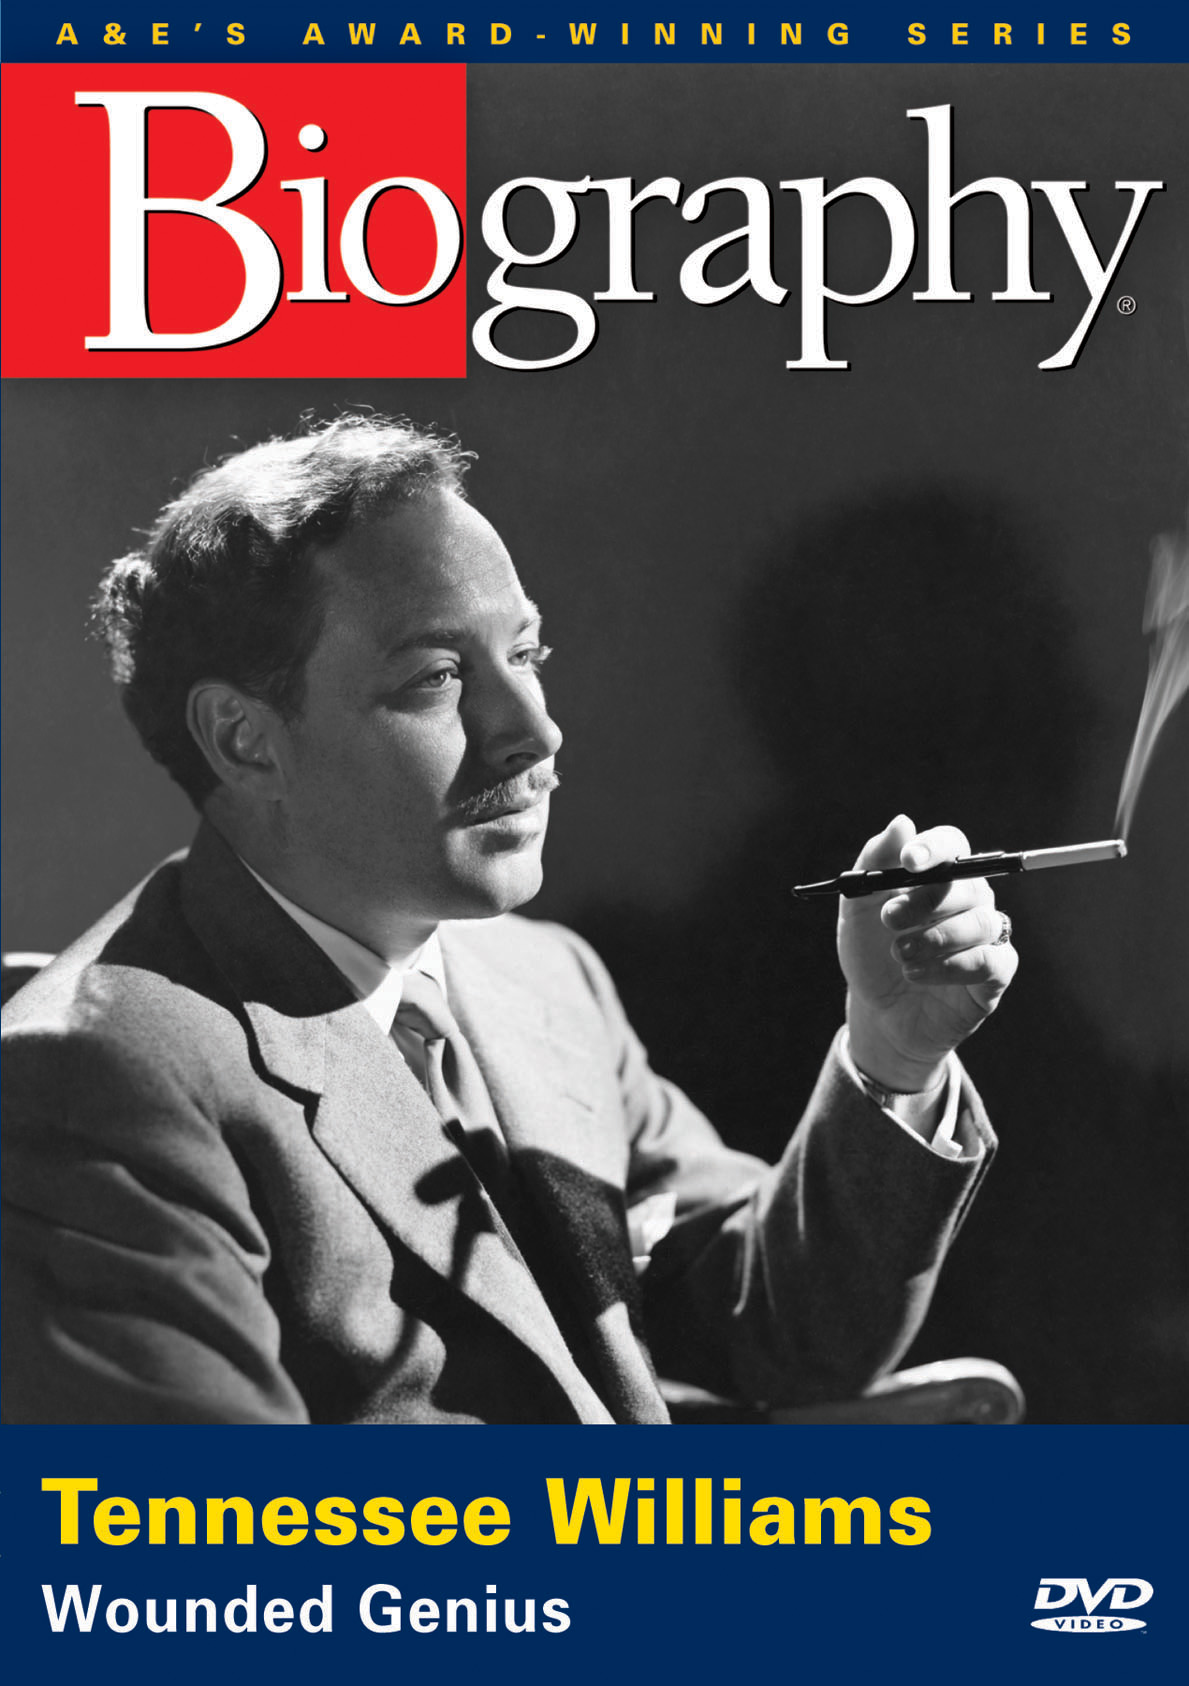 A&E'S AWARD-WINNING SERIES
Biography®
Tennessee Williams
Wounded Genius
DVD
VIDEO